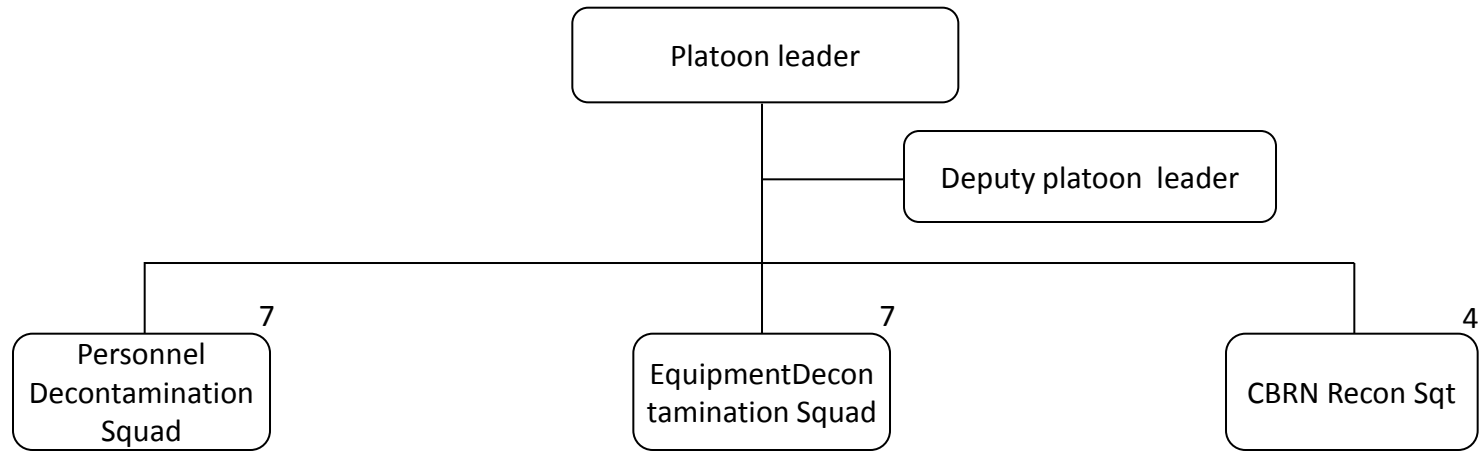 Platoon leader
Deputy platoon  leader
7
7
4
Personnel
Decontamination
Squad
EquipmentDecon
tamination Squad
CBRN Recon Sqt